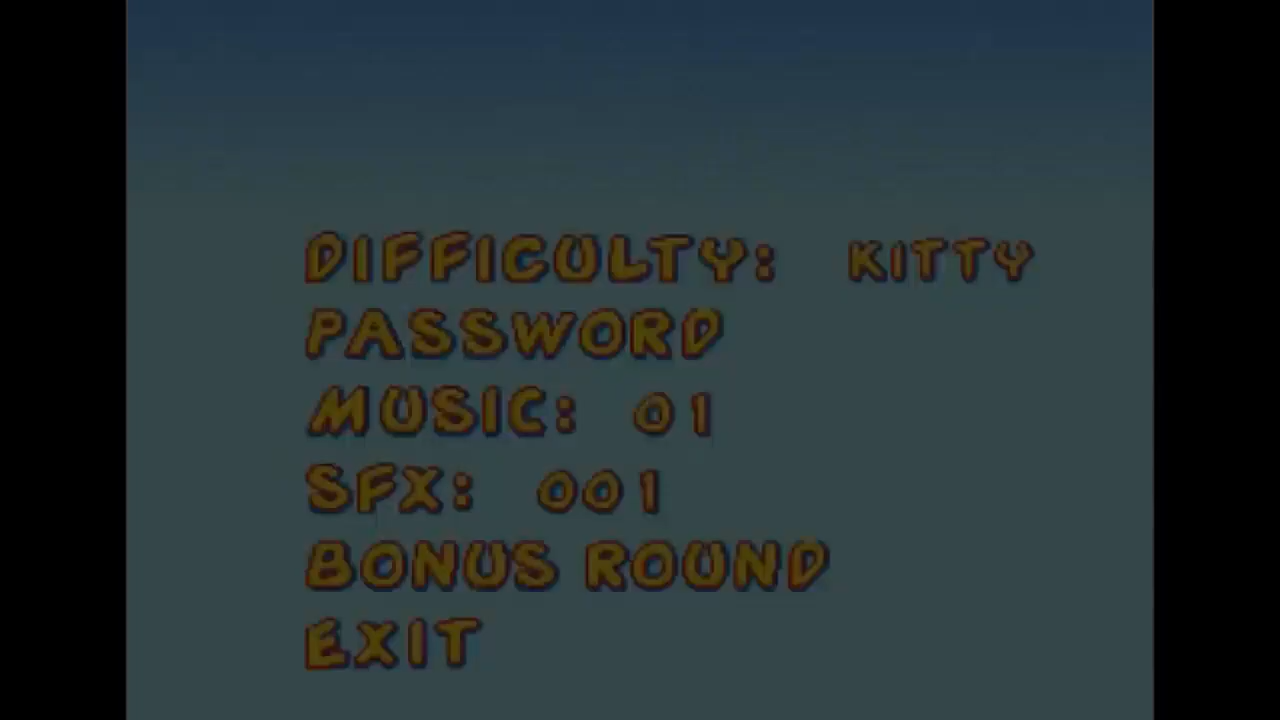 DIFFICULTY: KITTY
PASSWORD
MUSIC: 01
SFX: 001
BONUS ROUND
EXIT